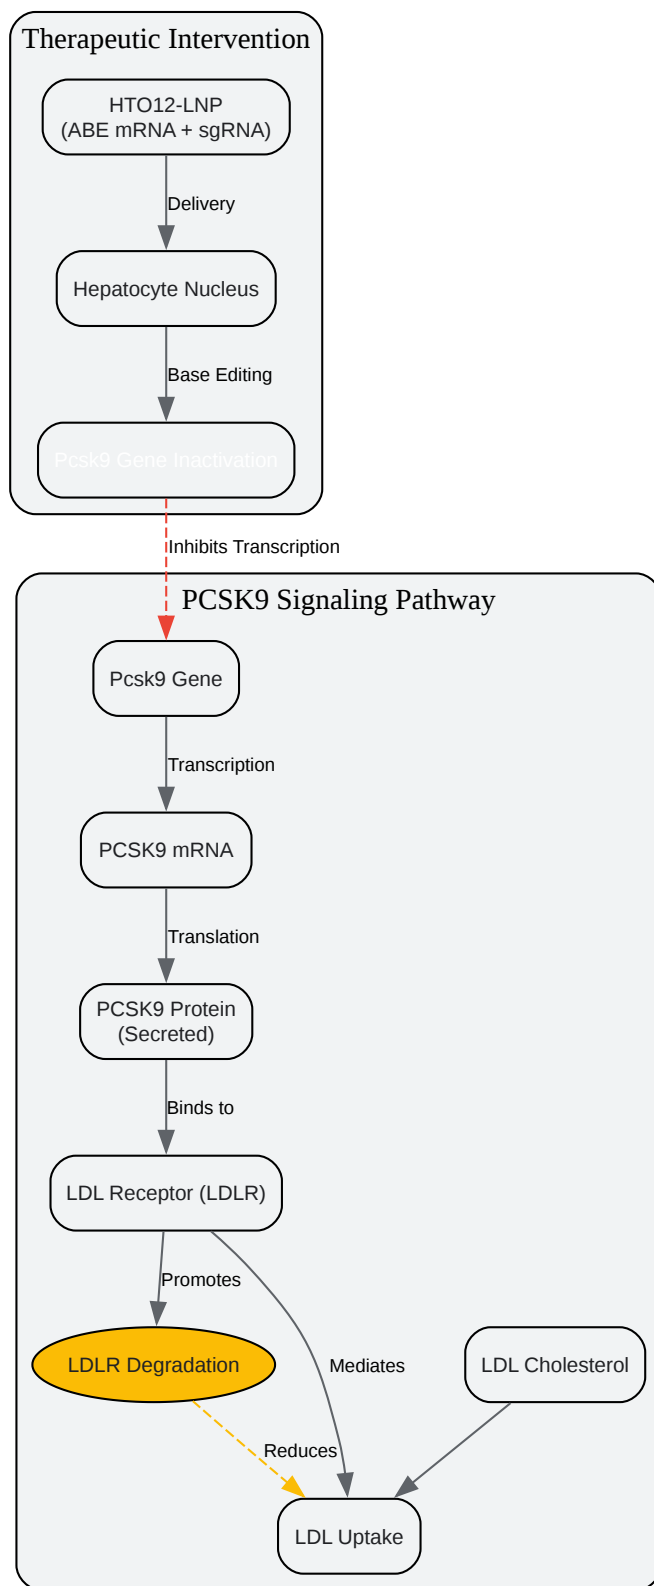 Therapeutic Intervention
HTO12-LNP
(ABE mRNA + sgRNA)
Delivery
Hepatocyte Nucleus
Base Editing
Pcsk9 Gene Inactivation
Inhibits Transcription
PCSK9 Signaling Pathway
Pcsk9 Gene
Transcription
PCSK9 mRNA
Translation
PCSK9 Protein
(Secreted)
Binds to
LDL Receptor (LDLR)
Promotes
LDLR Degradation
Mediates
LDL Cholesterol
Reduces
LDL Uptake